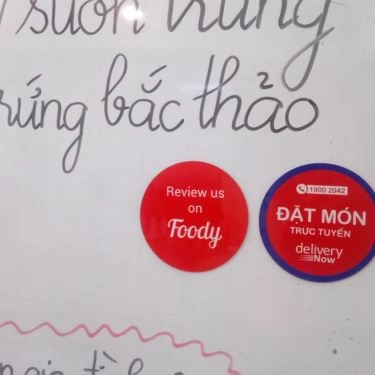 sườn trứng
trứng bắc thảo
Review us
on
Foody
1900 2042
ĐẶT MÓN
TRỰC TUYẾN
delivery
Now